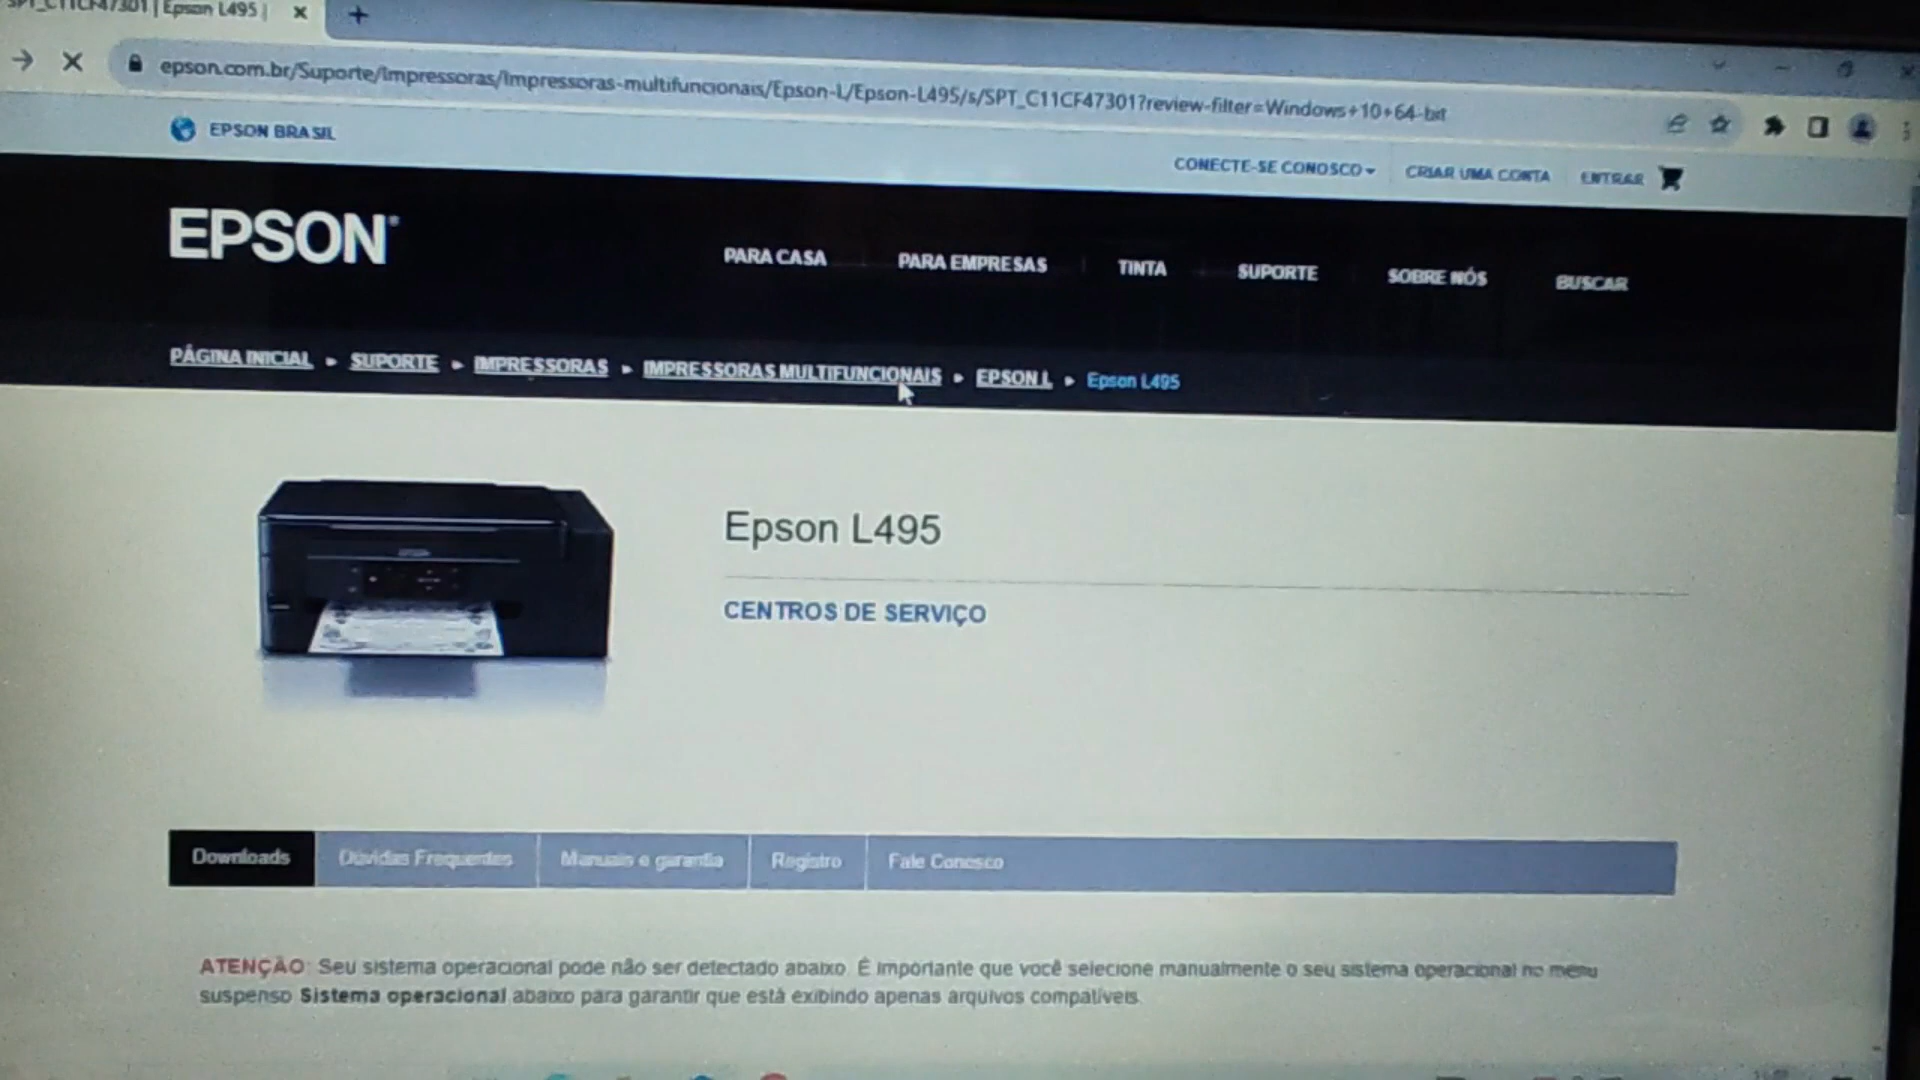 SPT_C11CF47301 | Epson L495 |
epson.com.br/Suporte/Impressoras/Impressoras-multifuncionais/Epson-L/Epson-L495/s/SPT_C11CF47301?review-filter=Windows+10+64-bit
EPSON BRASIL
CONECTE-SE CONOSCO CRIAR UMA CONTA ENTRAR
EPSON
PARA CASA PARA EMPRESAS TINTA SUPORTE SOBRE NÓS BUSCAR
PÁGINA INICIAL ► SUPORTE ► IMPRESSORAS ► IMPRESSORAS MULTIFUNCIONAIS ► EPSON L ► Epson L495
Epson L495
CENTROS DE SERVIÇO
Downloads Dúvidas Frequentes Manuais e garantia Registro Fale Conosco
ATENÇÃO: Seu sistema operacional pode não ser detectado abaixo. É importante que você selecione manualmente o seu sistema operacional no menu
suspenso Sistema operacional abaixo para garantir que está exibindo apenas arquivos compatíveis.